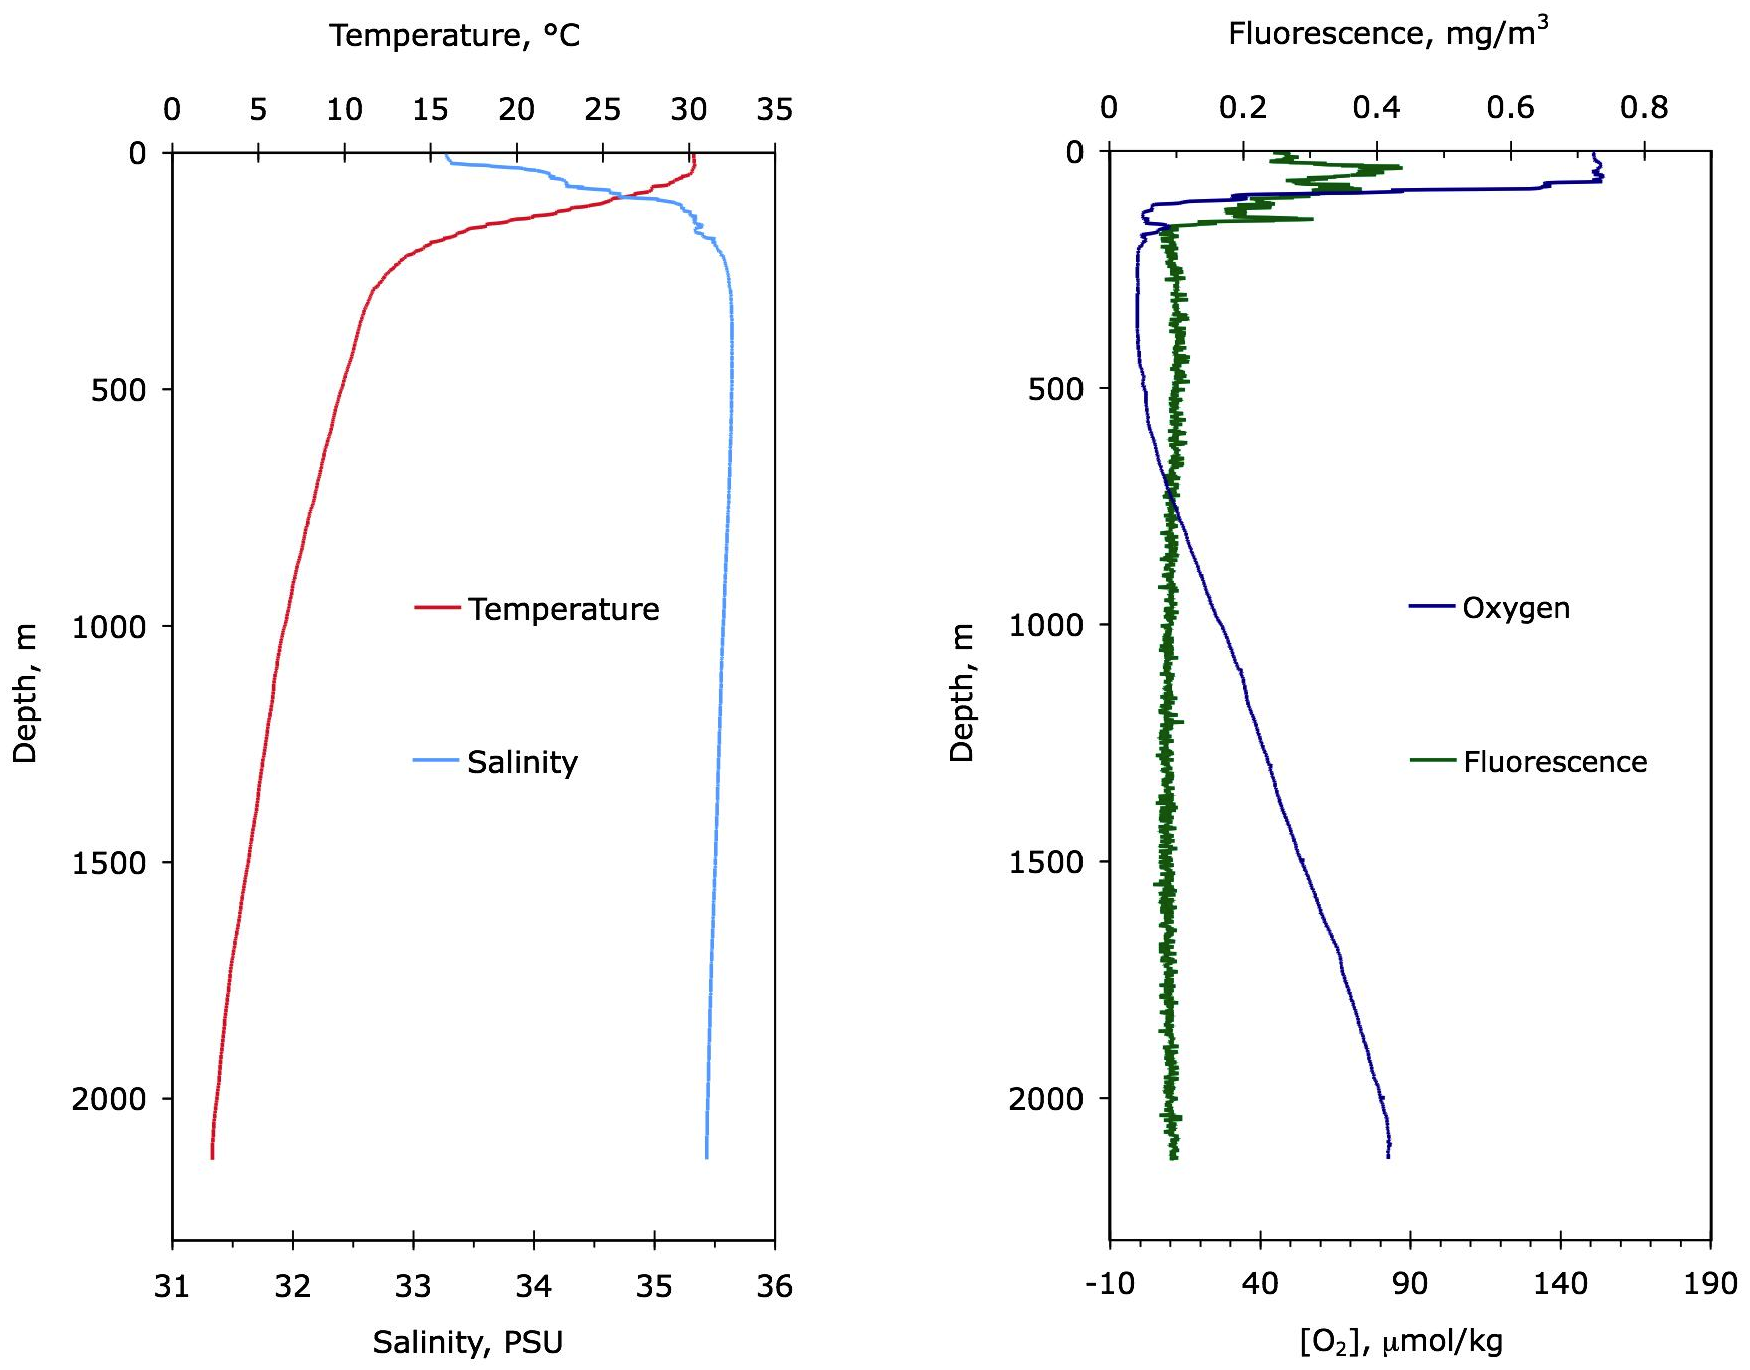 Temperature, °C
0 5 10 15 20 25 30 35
0
500
1000
1500
2000
Depth, m
Temperature
Salinity
31 32 33 34 35 36
Salinity, PSU
Fluorescence, mg/m³
0 0.2 0.4 0.6 0.8
0
500
1000
1500
2000
Depth, m
Oxygen
Fluorescence
-10 40 90 140 190
[O₂], μmol/kg